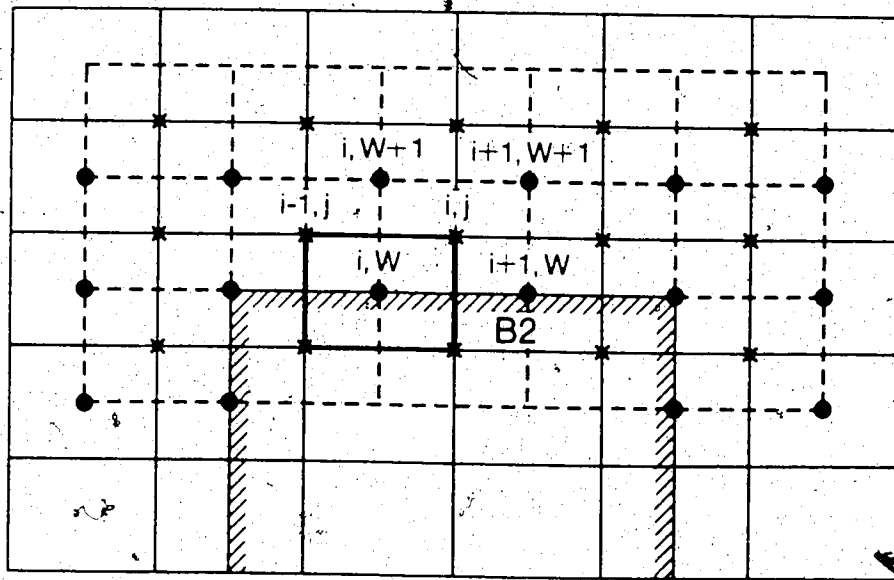 i, W+1 i+1, W+1
i-1, j i, j
i, W i+1, W
B2